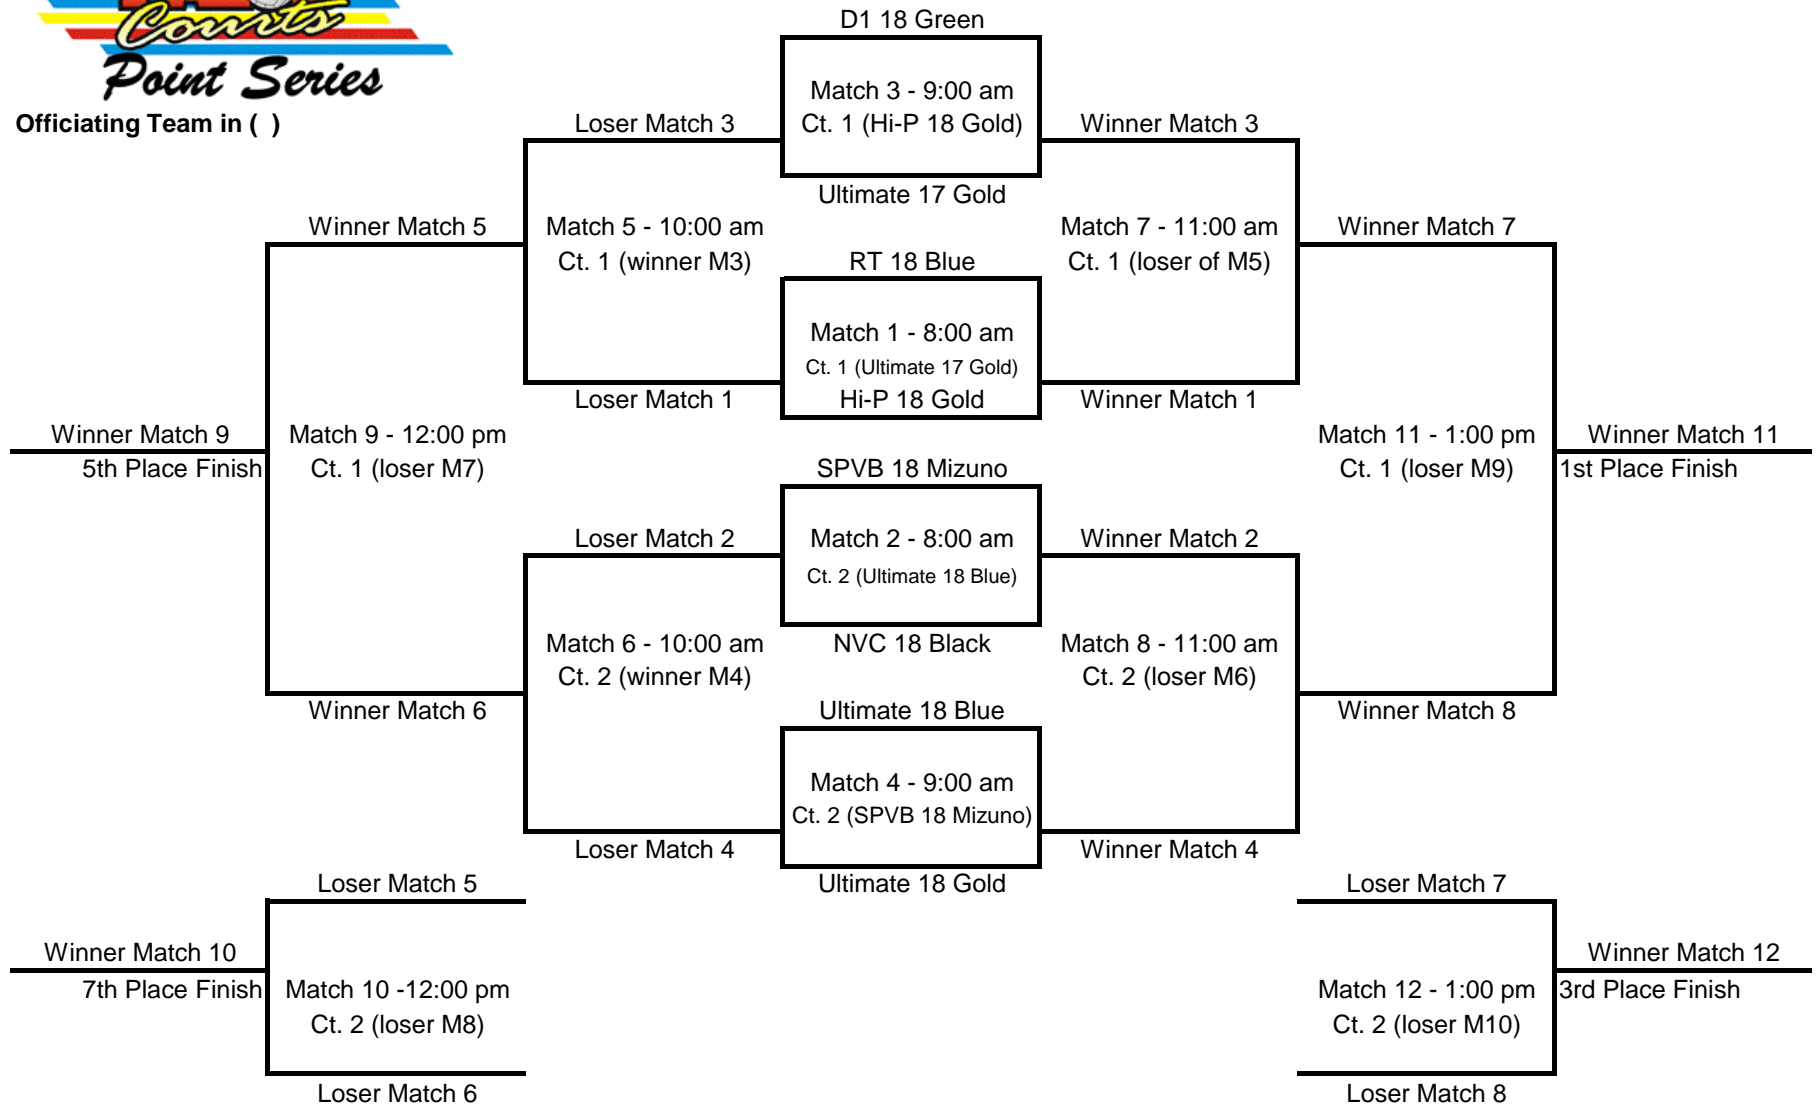 Courts
Point Series
Officiating Team in ( )
D1 18 Green
Match 3 - 9:00 am
Ct. 1 (Hi-P 18 Gold)
Ultimate 17 Gold
Loser Match 3
Winner Match 3
Winner Match 5
Match 5 - 10:00 am
Ct. 1 (winner M3)
RT 18 Blue
Match 1 - 8:00 am
Ct. 1 (Ultimate 17 Gold)
Hi-P 18 Gold
Match 7 - 11:00 am
Ct. 1 (loser of M5)
Winner Match 7
Loser Match 1
Winner Match 1
Winner Match 9
5th Place Finish
Match 9 - 12:00 pm
Ct. 1 (loser M7)
Match 11 - 1:00 pm
Ct. 1 (loser M9)
Winner Match 11
1st Place Finish
SPVB 18 Mizuno
Match 2 - 8:00 am
Ct. 2 (Ultimate 18 Blue)
NVC 18 Black
Loser Match 2
Winner Match 2
Match 6 - 10:00 am
Ct. 2 (winner M4)
Match 8 - 11:00 am
Ct. 2 (loser M6)
Winner Match 6
Winner Match 8
Ultimate 18 Blue
Match 4 - 9:00 am
Ct. 2 (SPVB 18 Mizuno)
Ultimate 18 Gold
Loser Match 4
Winner Match 4
Loser Match 5
Winner Match 10
7th Place Finish
Match 10 -12:00 pm
Ct. 2 (loser M8)
Loser Match 6
Loser Match 7
Match 12 - 1:00 pm
Ct. 2 (loser M10)
Winner Match 12
3rd Place Finish
Loser Match 8